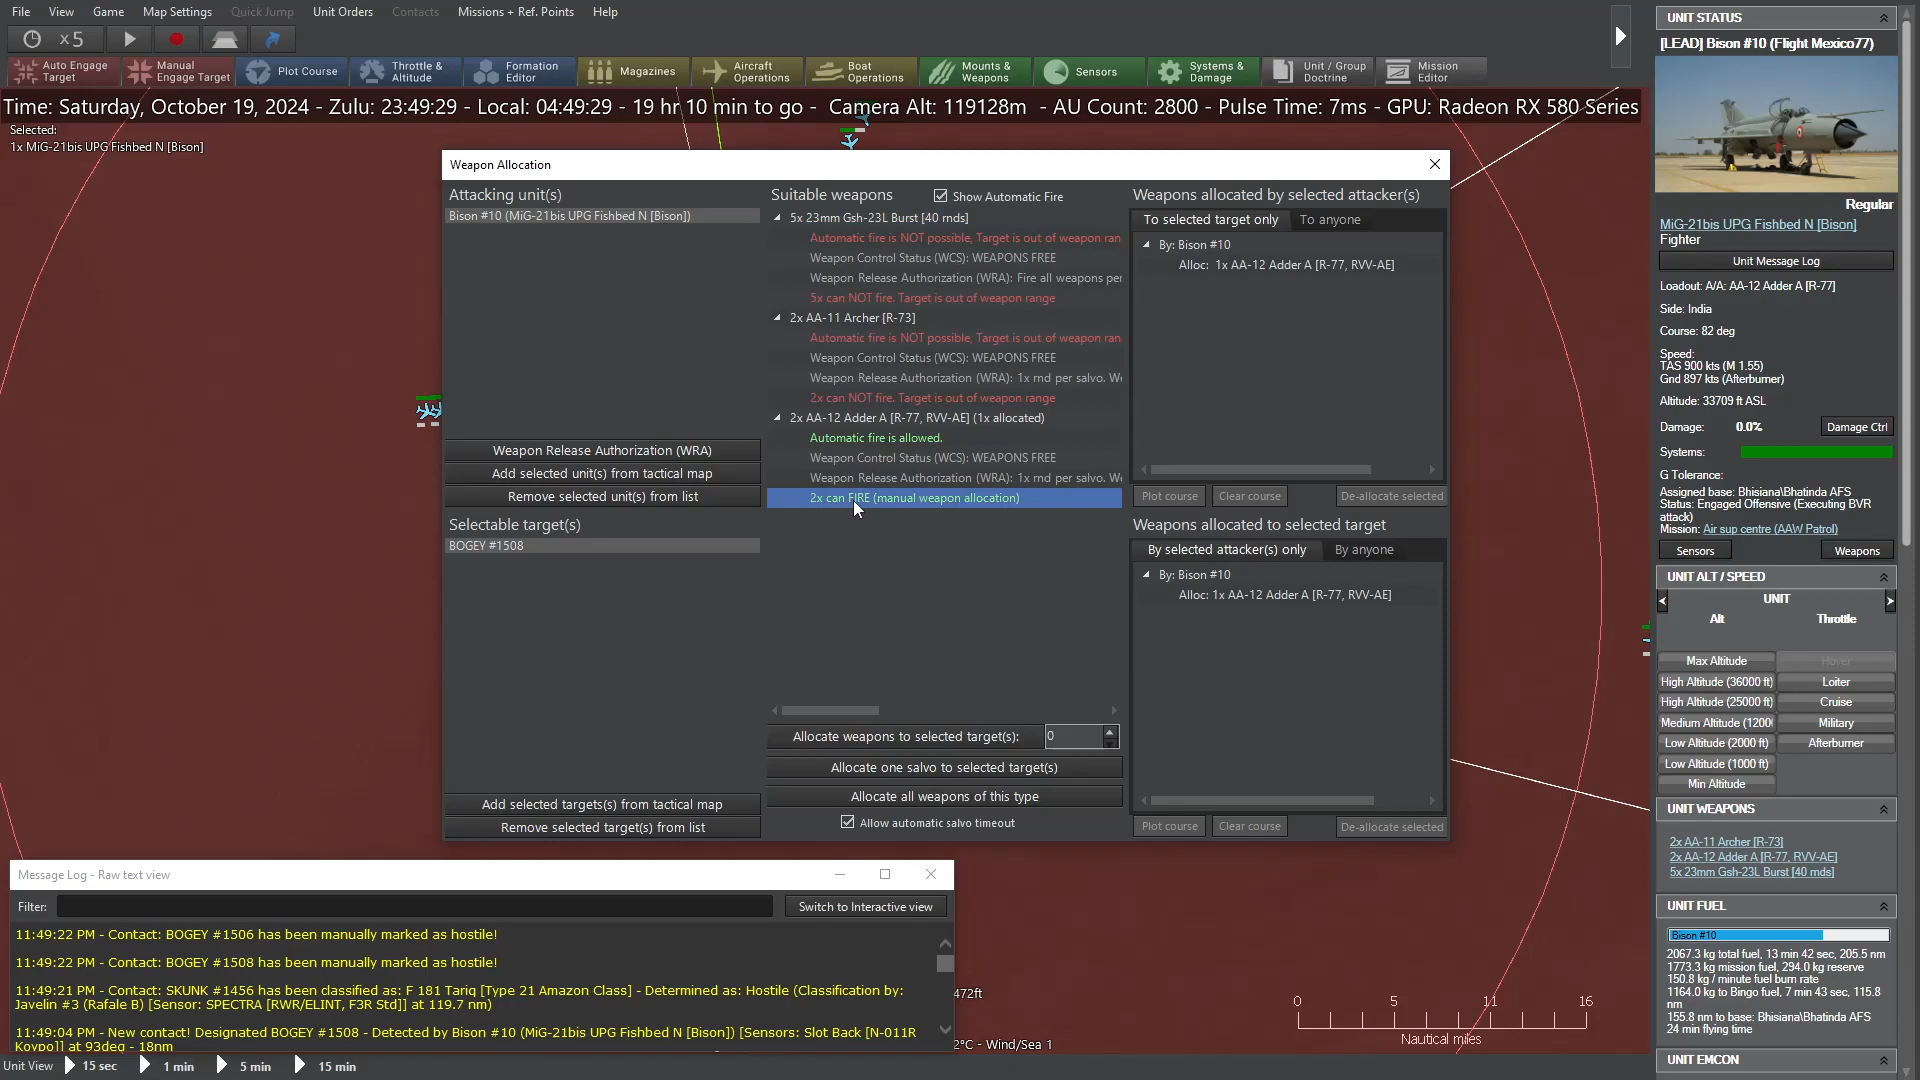 File View Game Map Settings Quick Jump Unit Orders Contacts Missions + Ref. Points Help
x 5
Auto Engage Target
Manual Engage Target
Plot Course
Throttle & Altitude
Formation Editor
Magazines
Aircraft Operations
Boat Operations
Mounts & Weapons
Sensors
Systems & Damage
Unit / Group Doctrine
Mission Editor
Time: Saturday, October 19, 2024 - Zulu: 23:49:29 - Local: 04:49:29 - 19 hr 10 min to go - Camera Alt: 119128m - AU Count: 2800 - Pulse Time: 7ms - GPU: Radeon RX 580 Series
Selected:
1x MiG-21bis UPG Fishbed N [Bison]
Weapon Allocation
Attacking unit(s)
Bison #10 (MiG-21bis UPG Fishbed N [Bison])
Weapon Release Authorization (WRA)
Add selected unit(s) from tactical map
Remove selected unit(s) from list
Selectable target(s)
BOGEY #1508
Add selected targets(s) from tactical map
Remove selected target(s) from list
Suitable weapons
Show Automatic Fire
5x 23mm Gsh-23L Burst [40 rnds]
Automatic fire is NOT possible, Target is out of weapon ran
Weapon Control Status (WCS): WEAPONS FREE
Weapon Release Authorization (WRA): Fire all weapons per
5x can NOT fire. Target is out of weapon range
2x AA-11 Archer [R-73]
Automatic fire is NOT possible, Target is out of weapon ran
Weapon Control Status (WCS): WEAPONS FREE
Weapon Release Authorization (WRA): 1x rnd per salvo. We
2x can NOT fire. Target is out of weapon range
2x AA-12 Adder A [R-77, RVV-AE] (1x allocated)
Automatic fire is allowed.
Weapon Control Status (WCS): WEAPONS FREE
Weapon Release Authorization (WRA): 1x rnd per salvo. We
2x can FIRE (manual weapon allocation)
Allocate weapons to selected target(s): 0
Allocate one salvo to selected target(s)
Allocate all weapons of this type
Allow automatic salvo timeout
Weapons allocated by selected attacker(s)
To selected target only To anyone
By: Bison #10
Alloc: 1x AA-12 Adder A [R-77, RVV-AE]
Plot course Clear course De-allocate selected
Weapons allocated to selected target
By selected attacker(s) only By anyone
By: Bison #10
Alloc: 1x AA-12 Adder A [R-77, RVV-AE]
Plot course Clear course De-allocate selected
Message Log - Raw text view
Filter: Switch to Interactive view
11:49:22 PM - Contact: BOGEY #1506 has been manually marked as hostile!
11:49:22 PM - Contact: BOGEY #1508 has been manually marked as hostile!
11:49:21 PM - Contact: SKUNK #1456 has been classified as: F 181 Tariq [Type 21 Amazon Class] - Determined as: Hostile (Classification by:
Javelin #3 (Rafale B) [Sensor: SPECTRA [RWR/ELINT, F3R Std]] at 119.7 nm)
11:49:04 PM - New contact! Designated BOGEY #1508 - Detected by Bison #10 (MiG-21bis UPG Fishbed N [Bison]) [Sensors: Slot Back [N-011R
Kopyo]] at 93deg - 18nm
472ft
2°C - Wind/Sea 1
0 5 11 16
Nautical miles
Unit View 15 sec 1 min 5 min 15 min
UNIT STATUS
[LEAD] Bison #10 (Flight Mexico77)
Regular
MiG-21bis UPG Fishbed N [Bison]
Fighter
Unit Message Log
Loadout: A/A: AA-12 Adder A [R-77]
Side: India
Course: 82 deg
Speed:
TAS 900 kts (M 1.55)
Gnd 897 kts (Afterburner)
Altitude: 33709 ft ASL
Damage: 0.0% Damage Ctrl
Systems:
G Tolerance:
Assigned base: Bhisiana\Bhatinda AFS
Status: Engaged Offensive (Executing BVR
attack)
Mission: Air sup centre (AAW Patrol)
Sensors Weapons
UNIT ALT / SPEED
UNIT
Alt Throttle
Max Altitude Hover
High Altitude (36000 ft) Loiter
High Altitude (25000 ft) Cruise
Medium Altitude (1200 Military
Low Altitude (2000 ft) Afterburner
Low Altitude (1000 ft)
Min Altitude
UNIT WEAPONS
2x AA-11 Archer [R-73]
2x AA-12 Adder A [R-77, RVV-AE]
5x 23mm Gsh-23L Burst [40 rnds]
UNIT FUEL
Bison #10
2067.3 kg total fuel, 13 min 42 sec, 205.5 nm
1773.3 kg mission fuel, 294.0 kg reserve
150.8 kg / minute fuel burn rate
1164.0 kg to Bingo fuel, 7 min 43 sec, 115.8
nm
155.8 nm to base: Bhisiana\Bhatinda AFS
24 min flying time
UNIT EMCON